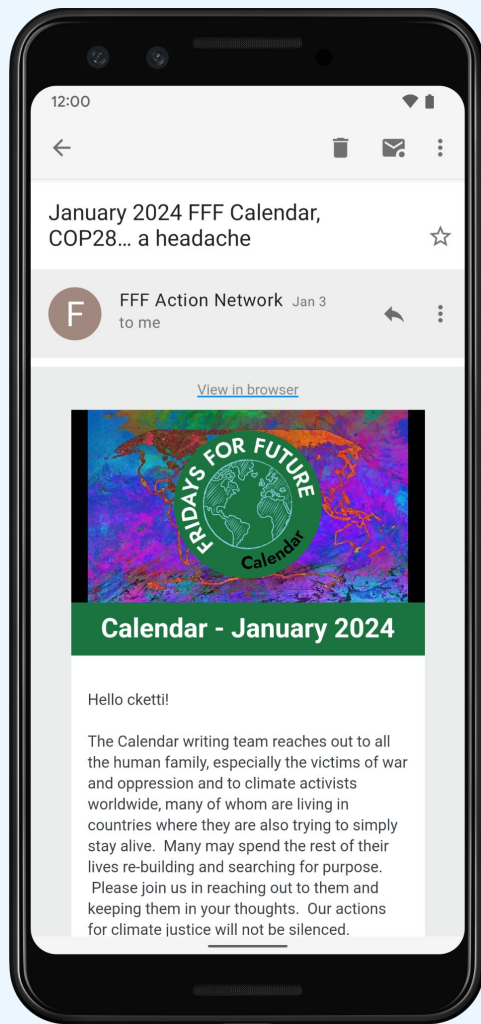 12:00
January 2024 FFF Calendar,
COP28... a headache
F
FFF Action Network Jan 3
to me
View in browser
FRIDAYS FOR FUTURE
Calendar
Calendar - January 2024
Hello cketti!
The Calendar writing team reaches out to all
the human family, especially the victims of war
and oppression and to climate activists
worldwide, many of whom are living in
countries where they are also trying to simply
stay alive.  Many may spend the rest of their
lives re-building and searching for purpose.
Please join us in reaching out to them and
keeping them in your thoughts.  Our actions
for climate justice will not be silenced.